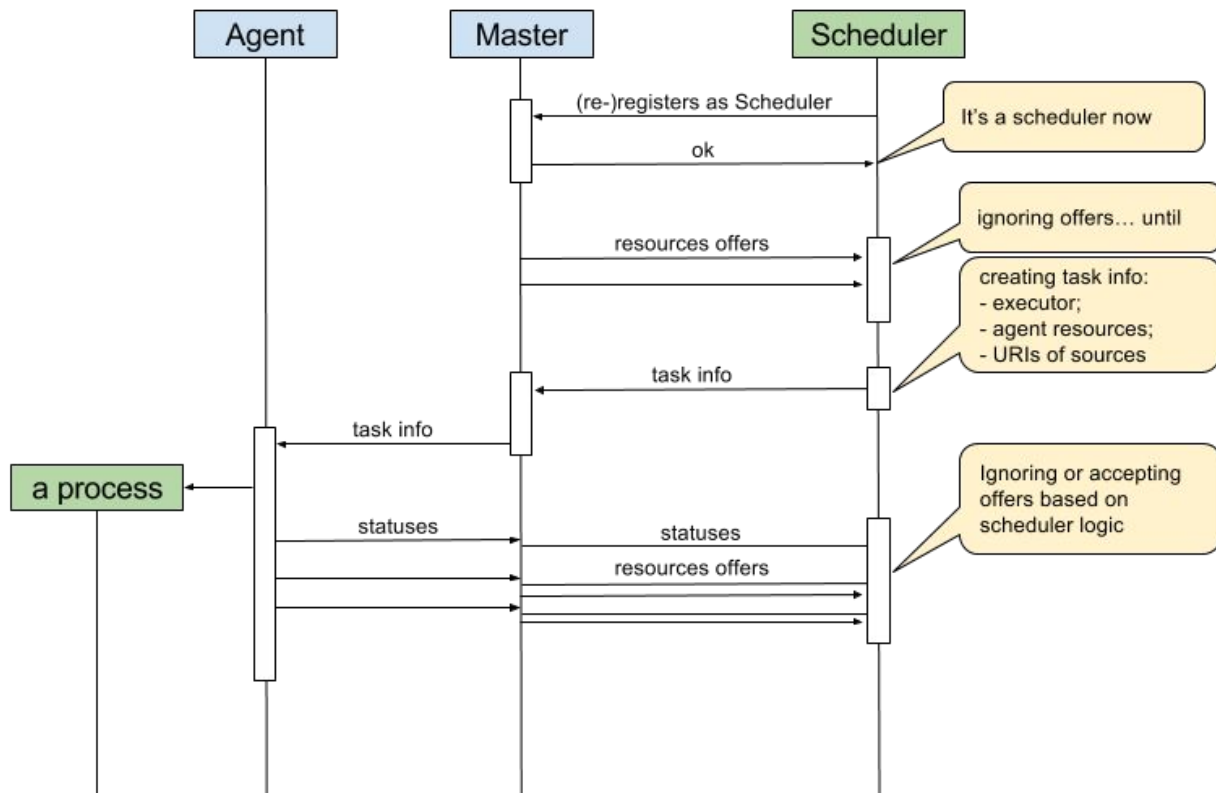 Agent
Master
Scheduler
(re-)registers as Scheduler
It's a scheduler now
ok
ignoring offers... until
resources offers
creating task info:
- executor;
- agent resources;
- URIs of sources
task info
task info
a process
Ignoring or accepting
offers based on
scheduler logic
statuses
statuses
resources offers